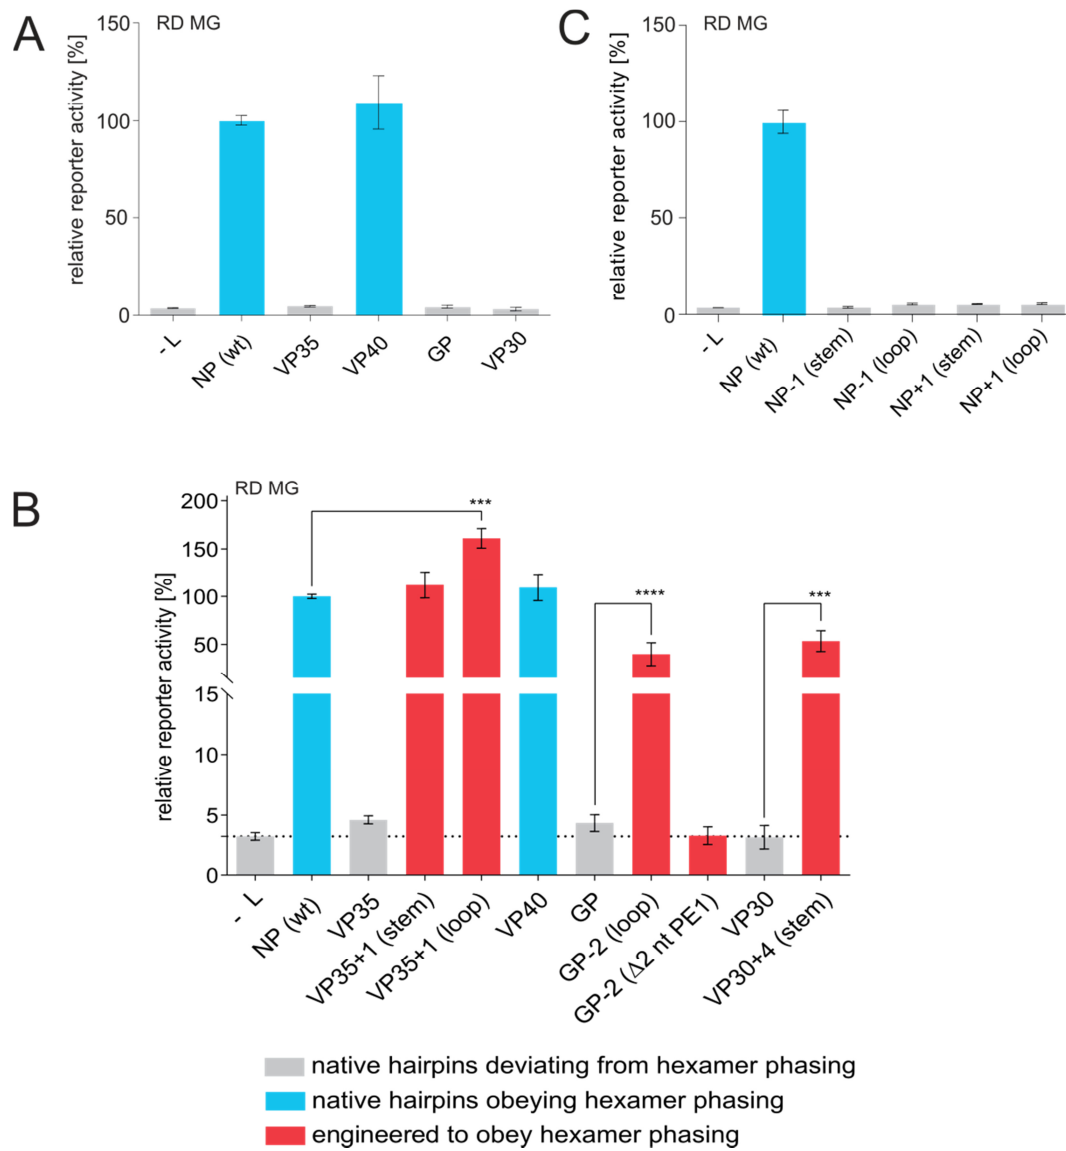 A
RD MG
relative reporter activity [%]
150
100
50
0
- L
NP (wt)
VP35
VP40
GP
VP30
C
RD MG
relative reporter activity [%]
150
100
50
0
- L
NP (wt)
NP-1 (stem)
NP-1 (loop)
NP+1 (stem)
NP+1 (loop)
B
RD MG
relative reporter activity [%]
200
150
100
50
15
10
5
0
***
****
***
- L
NP (wt)
VP35
VP35+1 (stem)
VP35+1 (loop)
VP40
GP
GP-2 (loop)
GP-2 (Δ2 nt PE1)
VP30
VP30+4 (stem)
native hairpins deviating from hexamer phasing
native hairpins obeying hexamer phasing
engineered to obey hexamer phasing